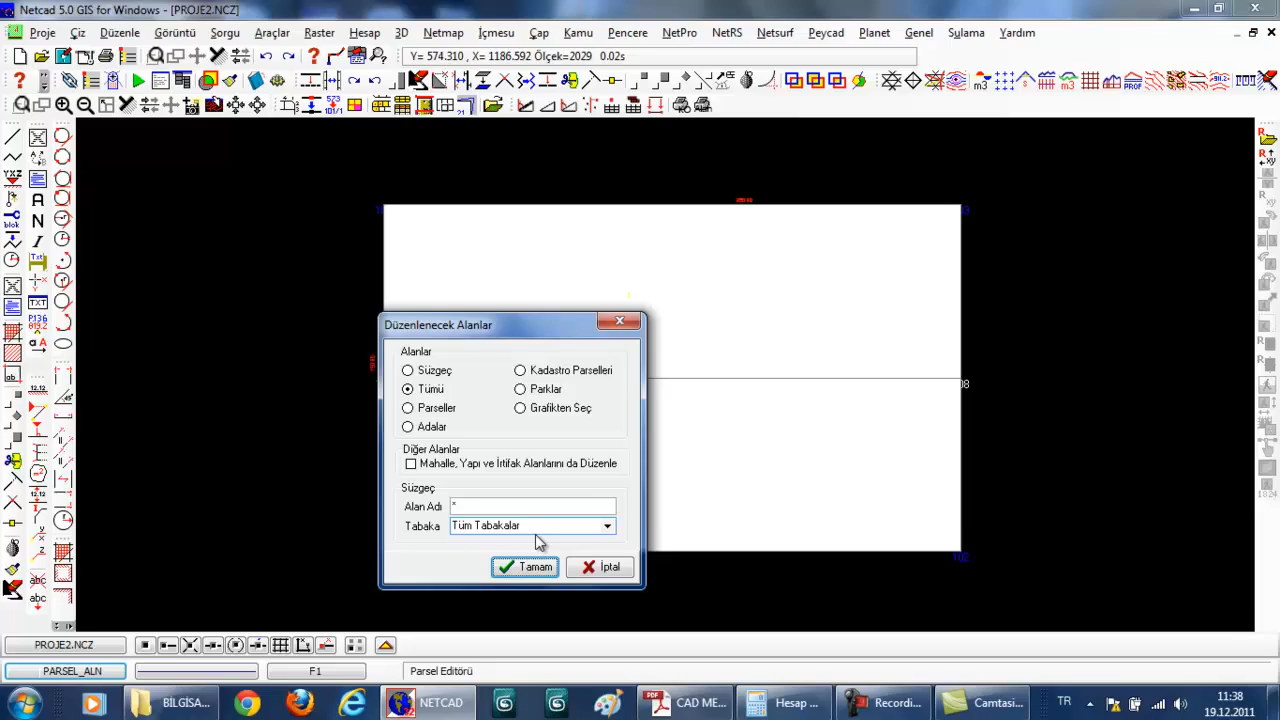 Netcad 5.0 GIS for Windows - [PROJE2.NCZ]
Proje Çiz Düzenle Görüntü Sorgu Araçlar Raster Hesap 3D Netmap Çap Kamu Pencere NetPro NetRS Netsurf Peycad Planet Genel Sulama Yardım
Y= 574.310 , X= 1186.592 Ölçek=2029 0.02s
Düzenlenecek Alanlar
Alanlar
Süzgeç Kadastro Parselleri
Tümü Parklar
Parseller Grafikten Seç
Adalar
Diğer Alanlar
Mahalle, Yapı ve İrtifak Alanlarını da Düzenle
Süzgeç
Alan Adı *
Tabaka Tüm Tabakalar
Tamam İptal
102
PROJE2.NCZ
PARSEL_ALN F1 Parsel Editörü
BİLGİSA... NETCAD CAD ME... Hesap ... Recordi... Camtasi... TR 11:38
19.12.2011